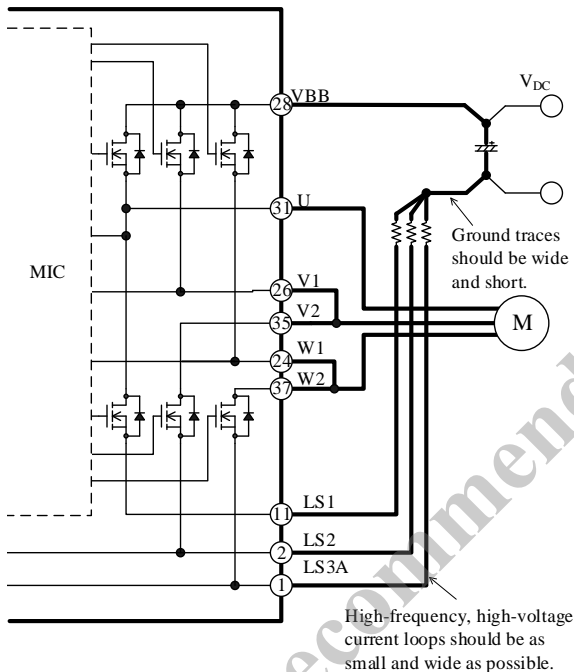 V_DC
28 VBB
31 U
Ground traces
should be wide
and short.
MIC
26 V1
M
35 V2
24 W1
37 W2
11 LS1
2 LS2
1 LS3A
High-frequency, high-voltage
current loops should be as
small and wide as possible.
ecommend